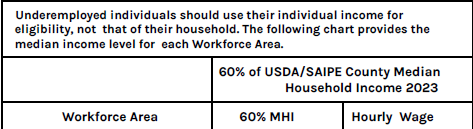 Underemployed individuals should use their individual income for
eligibility, not that of their household. The following chart provides the
median income level for each Workforce Area.
60% of USDA/SAIPE County Median
Household Income 2023
Workforce Area 60% MHI Hourly Wage